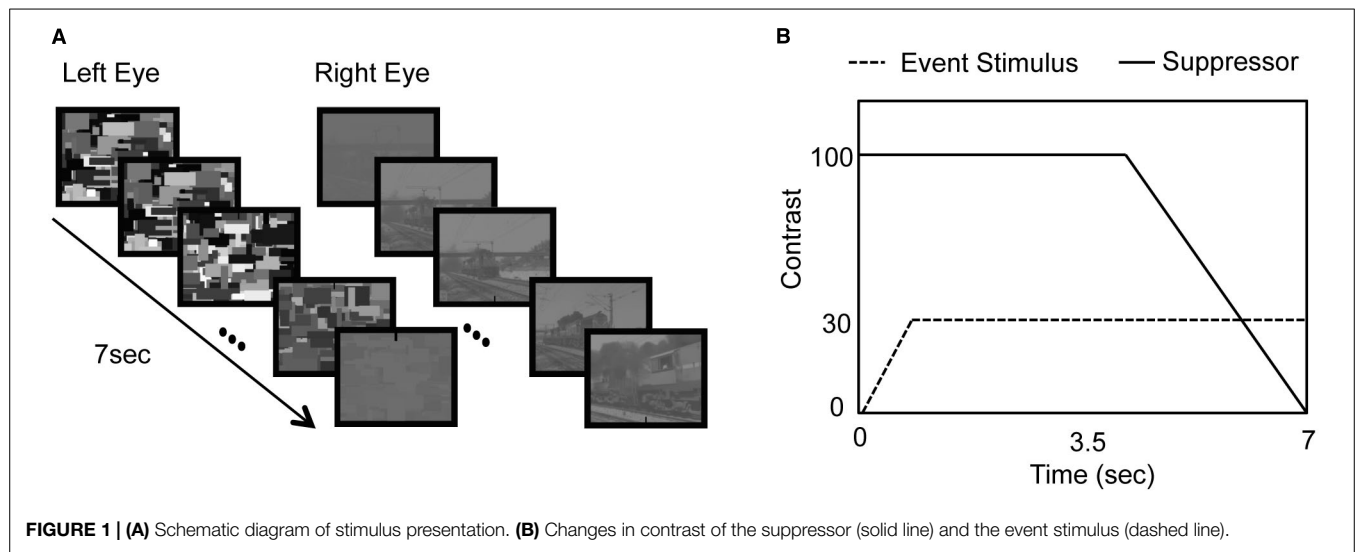 A
Left Eye
Right Eye
7sec
B
Event Stimulus
Suppressor
Contrast
100
30
0
0
3.5
7
Time (sec)
FIGURE 1 | (A) Schematic diagram of stimulus presentation. (B) Changes in contrast of the suppressor (solid line) and the event stimulus (dashed line).